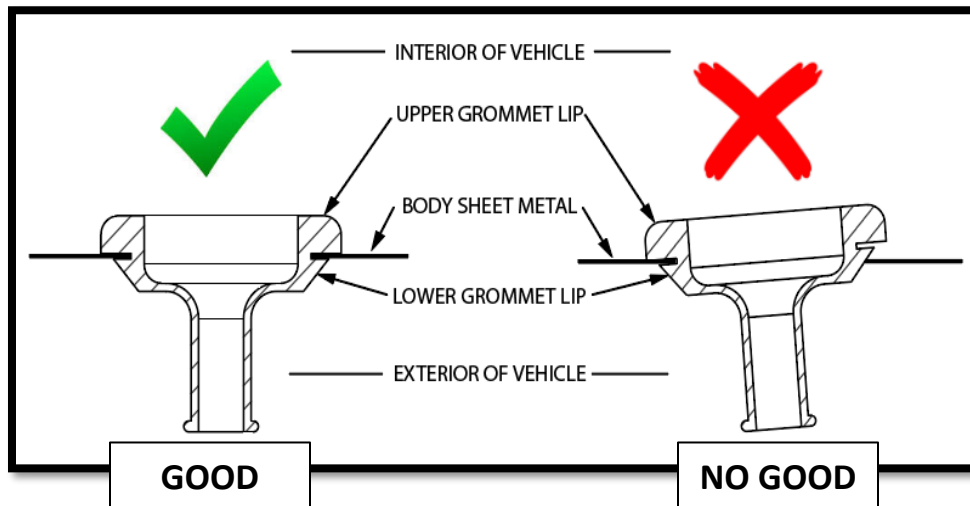 INTERIOR OF VEHICLE
UPPER GROMMET LIP
BODY SHEET METAL
LOWER GROMMET LIP
EXTERIOR OF VEHICLE
GOOD
NO GOOD